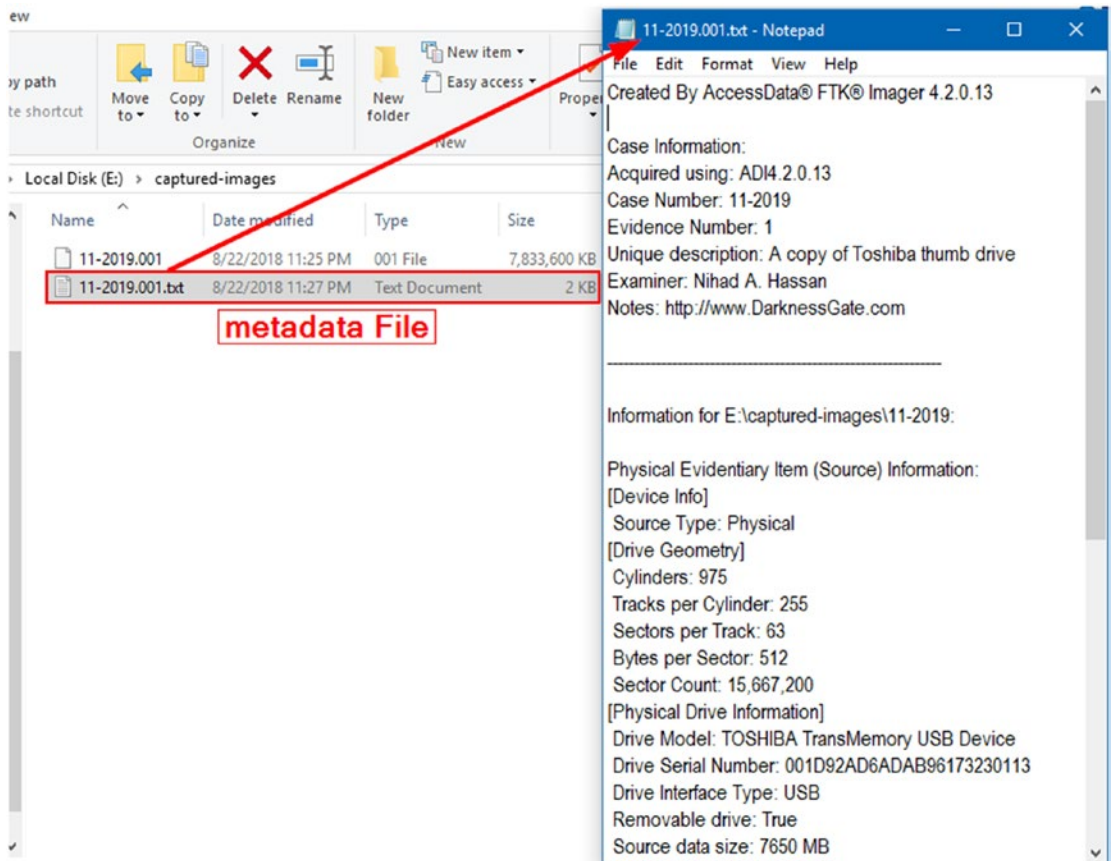 ew
py path
te shortcut
Move to
Copy to
Delete
Rename
New folder
New item
Easy access
Proper
Organize
New
Local Disk (E:) > captured-images
Name
Date modified
Type
Size
11-2019.001 8/22/2018 11:25 PM 001 File 7,833,600 KB
11-2019.001.txt 8/22/2018 11:27 PM Text Document 2 KB
metadata File
11-2019.001.txt - Notepad
File Edit Format View Help
Created By AccessData® FTK® Imager 4.2.0.13
Case Information:
Acquired using: ADI4.2.0.13
Case Number: 11-2019
Evidence Number: 1
Unique description: A copy of Toshiba thumb drive
Examiner: Nihad A. Hassan
Notes: http://www.DarknessGate.com
--------------------------------------------------------------
Information for E:\captured-images\11-2019:
Physical Evidentiary Item (Source) Information:
[Device Info]
Source Type: Physical
[Drive Geometry]
Cylinders: 975
Tracks per Cylinder: 255
Sectors per Track: 63
Bytes per Sector: 512
Sector Count: 15,667,200
[Physical Drive Information]
Drive Model: TOSHIBA TransMemory USB Device
Drive Serial Number: 001D92AD6ADAB96173230113
Drive Interface Type: USB
Removable drive: True
Source data size: 7650 MB